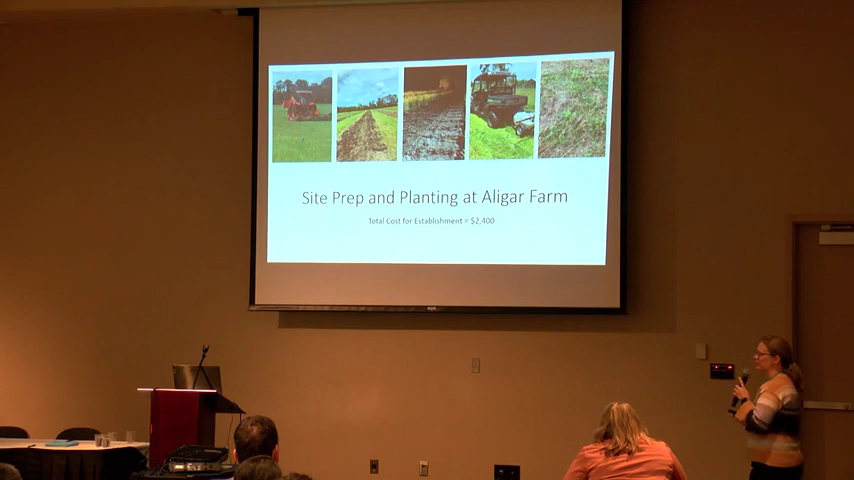 Site Prep and Planting at Aligar Farm
Total Cost for Establishment = $2,400